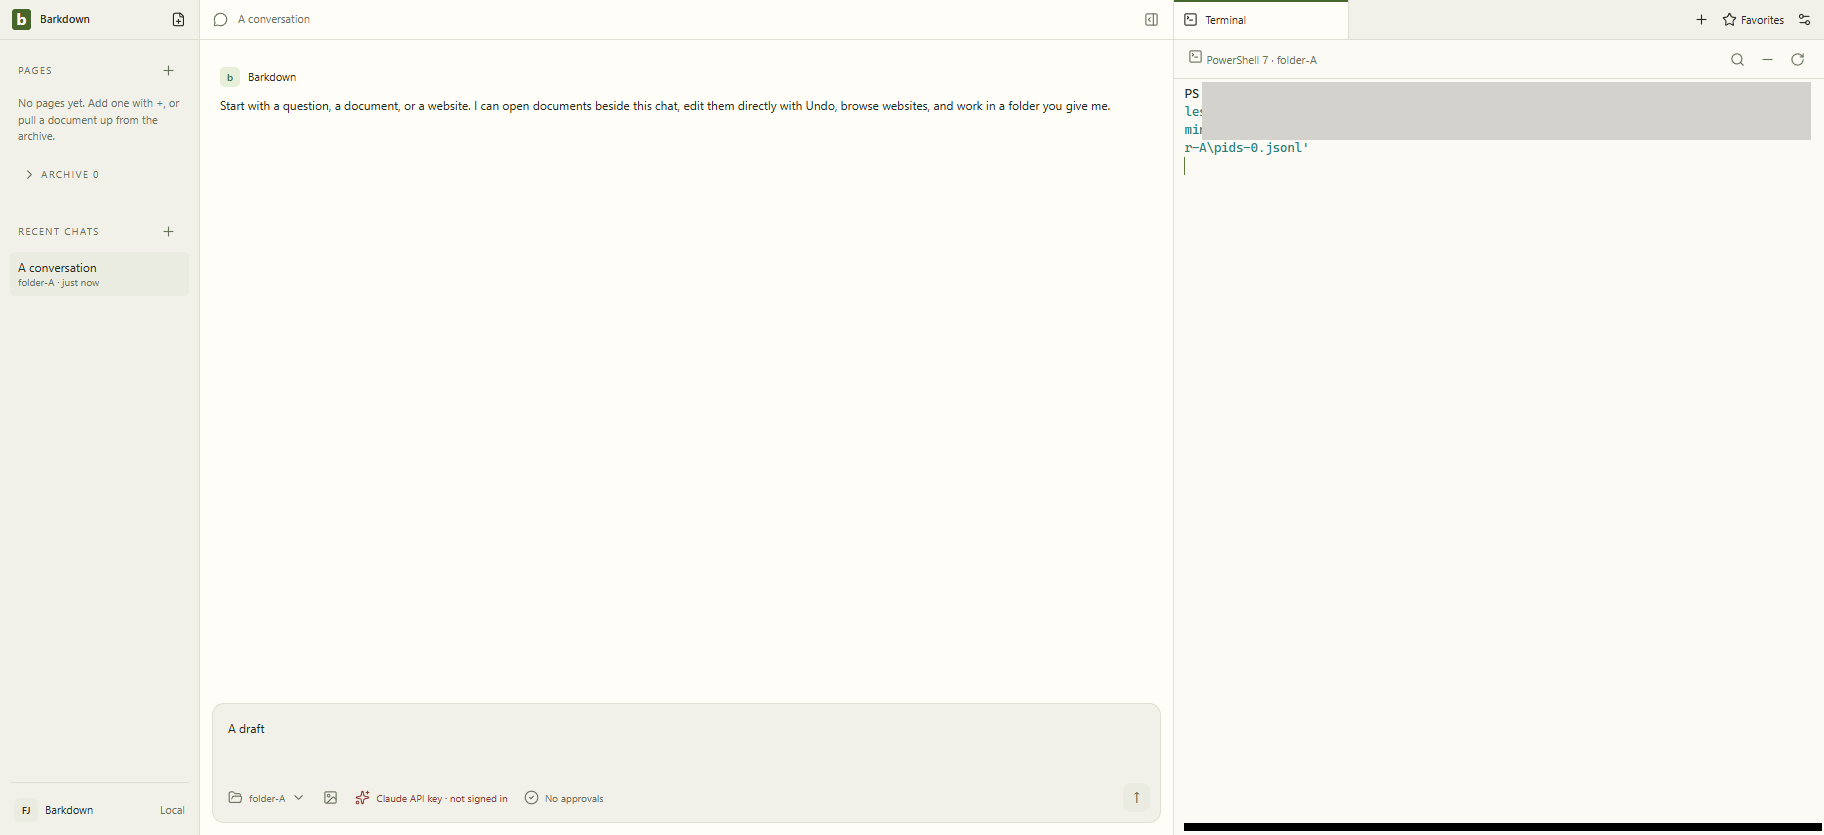 b Barkdown
PAGES
No pages yet. Add one with +, or
pull a document up from the
archive.
ARCHIVE 0
RECENT CHATS
A conversation
folder-A · just now
FJ Barkdown Local
A conversation
b Barkdown
Start with a question, a document, or a website. I can open documents beside this chat, edit them directly with Undo, browse websites, and work in a folder you give me.
A draft
folder-A
Claude API key · not signed in
No approvals
Terminal
Favorites
PowerShell 7 · folder-A
PS
r-A\pids-0.jsonl'